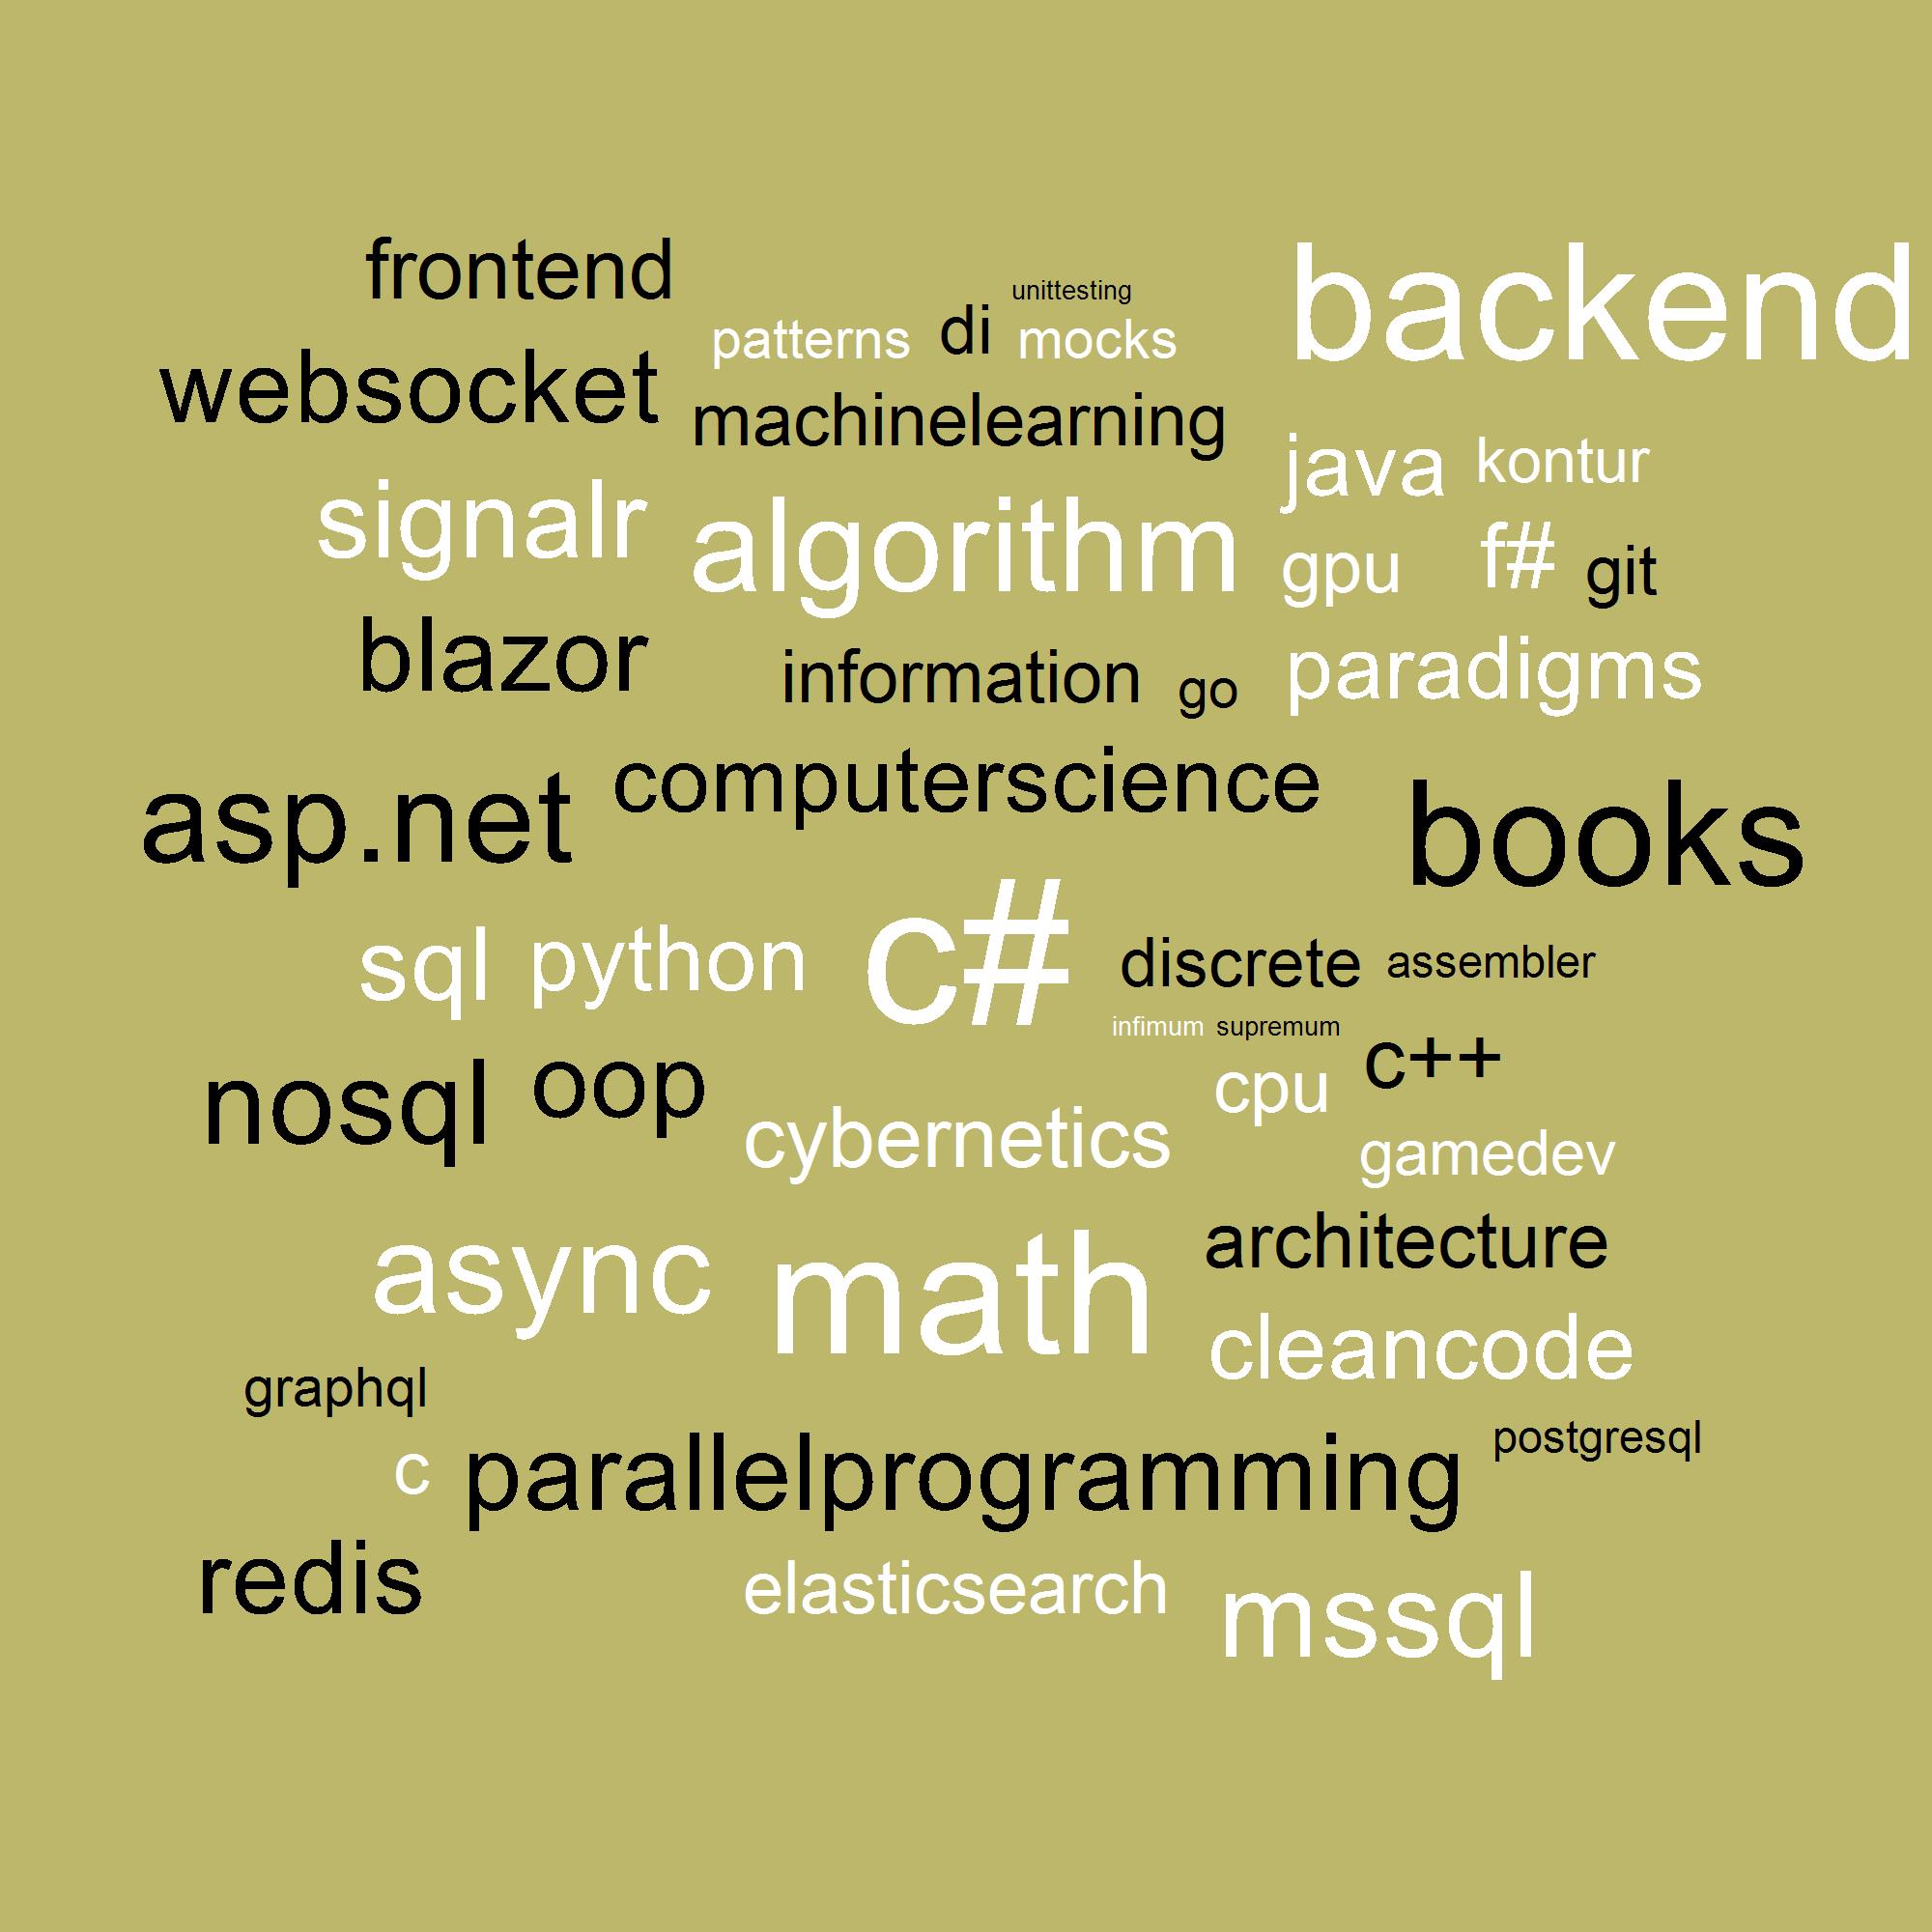 frontend
backend
unittesting
patterns di mocks
websocket
machinelearning
java kontur
signalr
algorithm
gpu f# git
blazor
information go
paradigms
computerscience
asp.net
books
sql python
c#
discrete assembler
infimum supremum
nosql oop
cpu c++
cybernetics
gamedev
async
math
architecture
cleancode
graphql
c parallelprogramming
postgresql
redis
elasticsearch
mssql